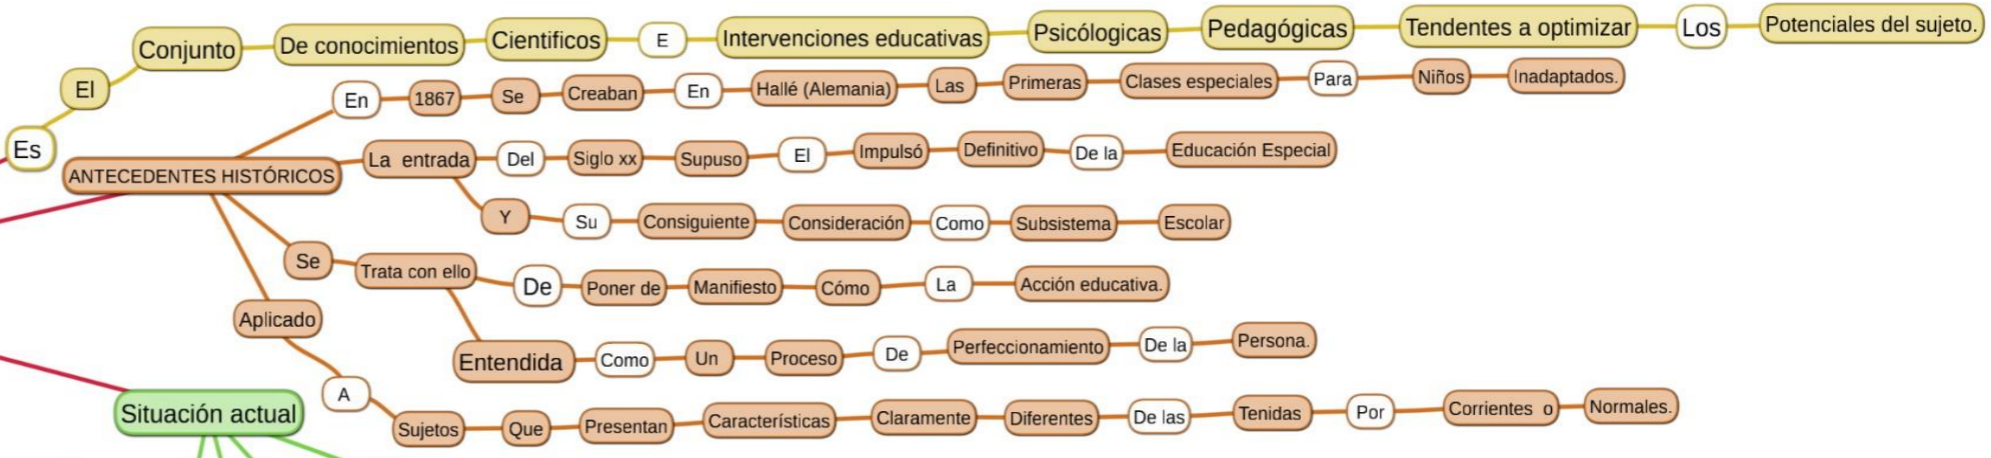 Es El Conjunto De conocimientos Cientificos E Intervenciones educativas Psicólogicas Pedagógicas Tendentes a optimizar Los Potenciales del sujeto.
ANTECEDENTES HISTÓRICOS
En 1867 Se Creaban En Hallé (Alemania) Las Primeras Clases especiales Para Niños Inadaptados.
La entrada Del Siglo xx Supuso El Impulsó Definitivo De la Educación Especial
Y Su Consiguiente Consideración Como Subsistema Escolar
Se Trata con ello De Poner de Manifiesto Cómo La Acción educativa.
Entendida Como Un Proceso De Perfeccionamiento De la Persona.
Aplicado A Sujetos Que Presentan Características Claramente Diferentes De las Tenidas Por Corrientes o Normales.
Situación actual